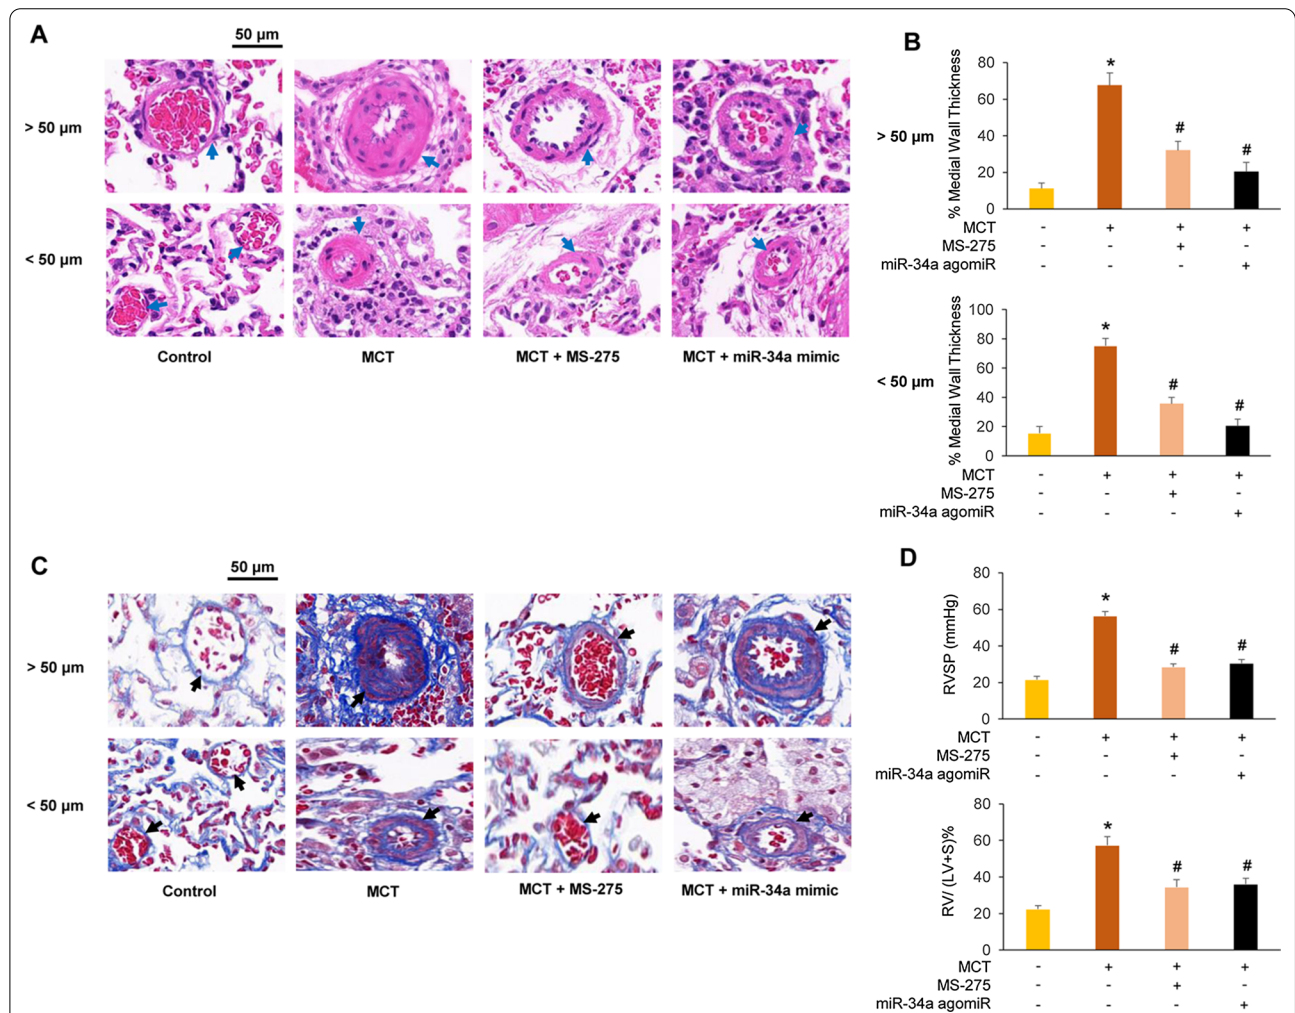 A
50 µm
> 50 µm
< 50 µm
Control
MCT
MCT + MS-275
MCT + miR-34a mimic
B
> 50 µm
% Medial Wall Thickness
80
60
40
20
0
*
#
#
MCT - + + +
MS-275 - - + -
miR-34a agomiR - - - +
< 50 µm
% Medial Wall Thickness
100
80
60
40
20
0
*
#
#
MCT - + + +
MS-275 - - + -
miR-34a agomiR - - - +
C
50 µm
> 50 µm
< 50 µm
Control
MCT
MCT + MS-275
MCT + miR-34a mimic
D
RVSP (mmHg)
80
60
40
20
0
*
#
#
MCT - + + +
MS-275 - - + -
miR-34a agomiR - - - +
RV/ (LV+S)%
80
60
40
20
0
*
#
#
MCT - + + +
MS-275 - - + -
miR-34a agomiR - - - +